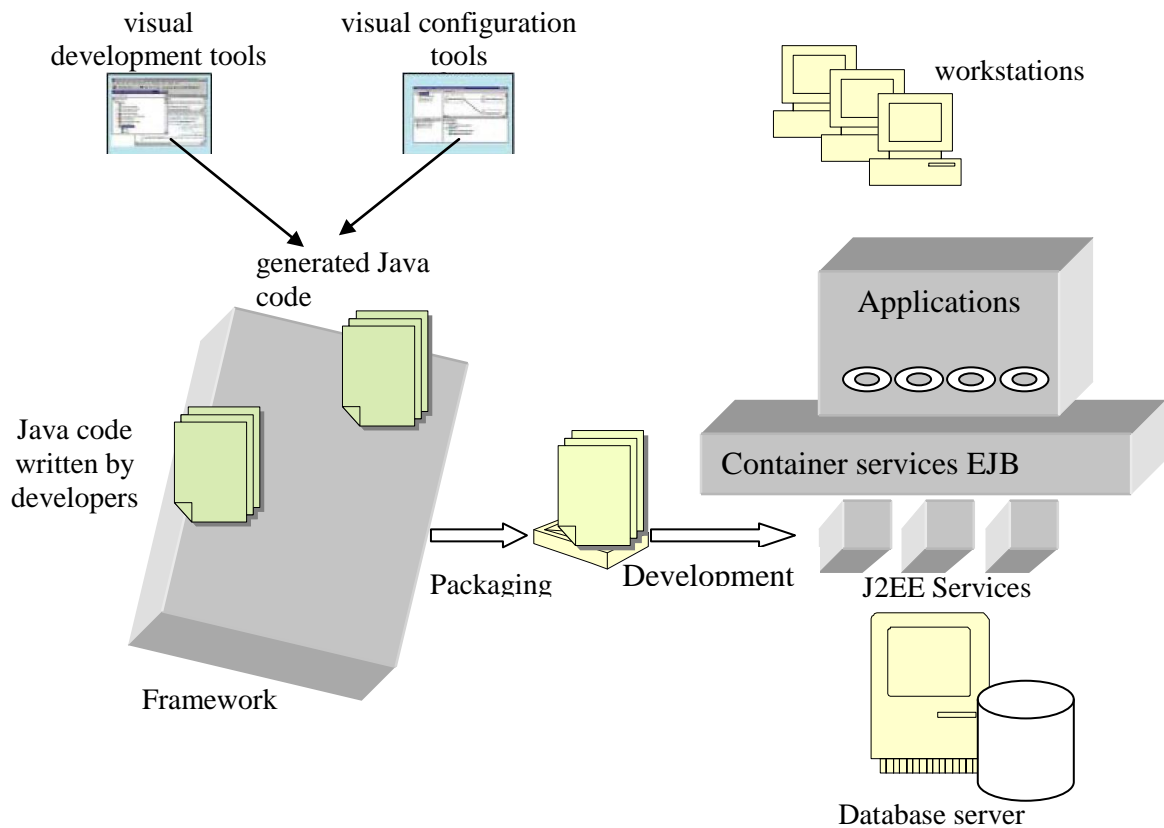 visual
development tools
visual configuration
tools
workstations
generated Java
code
Applications
Java code
written by
developers
Container services EJB
Packaging
Development
J2EE Services
Framework
Database server